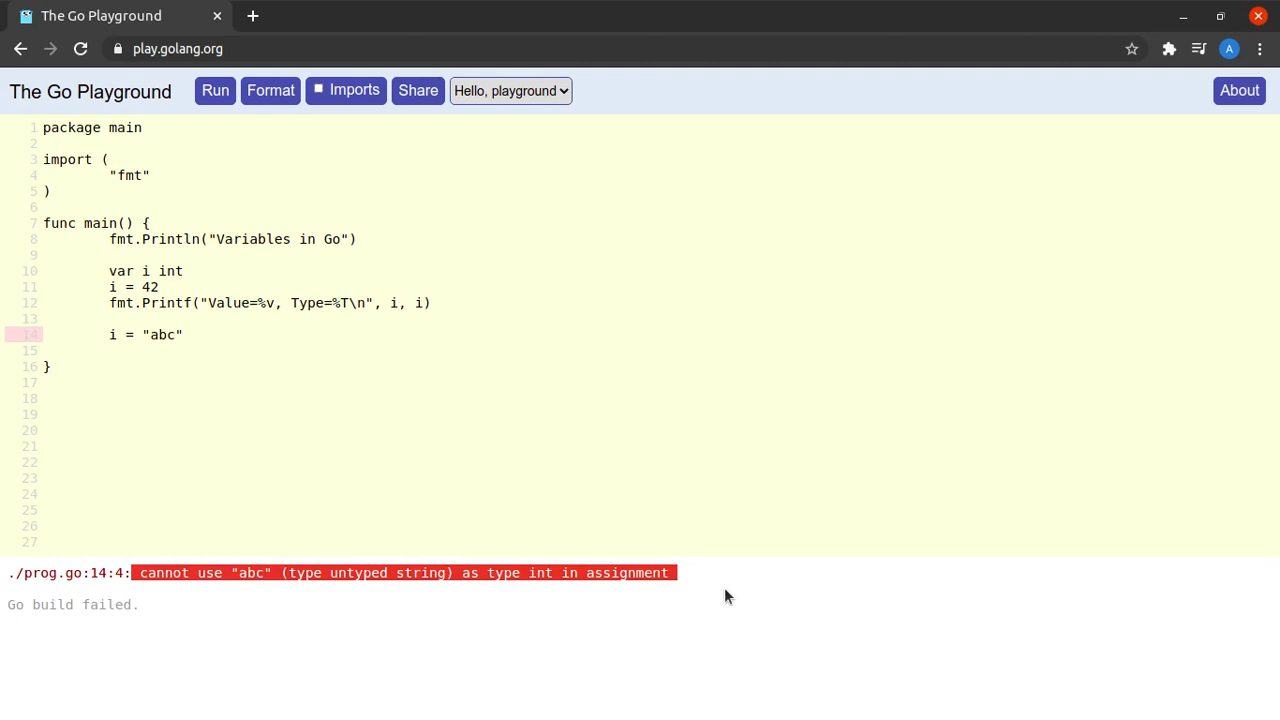 The Go Playground
play.golang.org
A
The Go Playground Run Format Imports Share Hello, playground About
1 package main
2
3 import (
4 "fmt"
5 )
6
7 func main() {
8 fmt.Println("Variables in Go")
9
10 var i int
11 i = 42
12 fmt.Printf("Value=%v, Type=%T\n", i, i)
13
14 i = "abc"
15
16 }
17
18
19
20
21
22
23
24
25
26
27
./prog.go:14:4: cannot use "abc" (type untyped string) as type int in assignment
Go build failed.